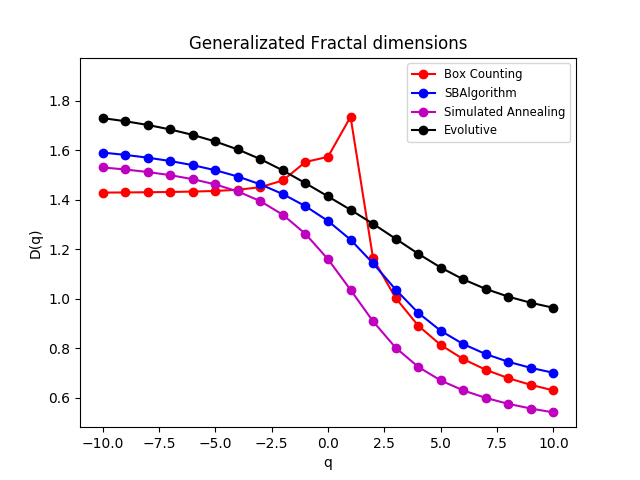 Generalizated Fractal dimensions
Box Counting
SBAlgorithm
Simulated Annealing
Evolutive
D(q)
1.8
1.6
1.4
1.2
1.0
0.8
0.6
−10.0 −7.5 −5.0 −2.5 0.0 2.5 5.0 7.5 10.0
q